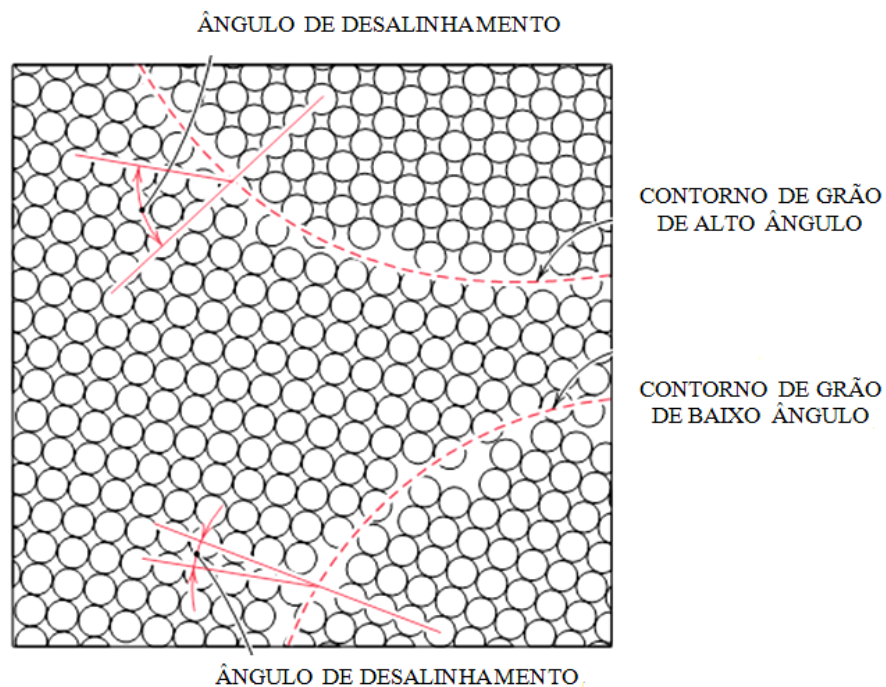 ÂNGULO DE DESALINHAMENTO
CONTORNO DE GRÃO
DE ALTO ÂNGULO
CONTORNO DE GRÃO
DE BAIXO ÂNGULO
ÂNGULO DE DESALINHAMENTO